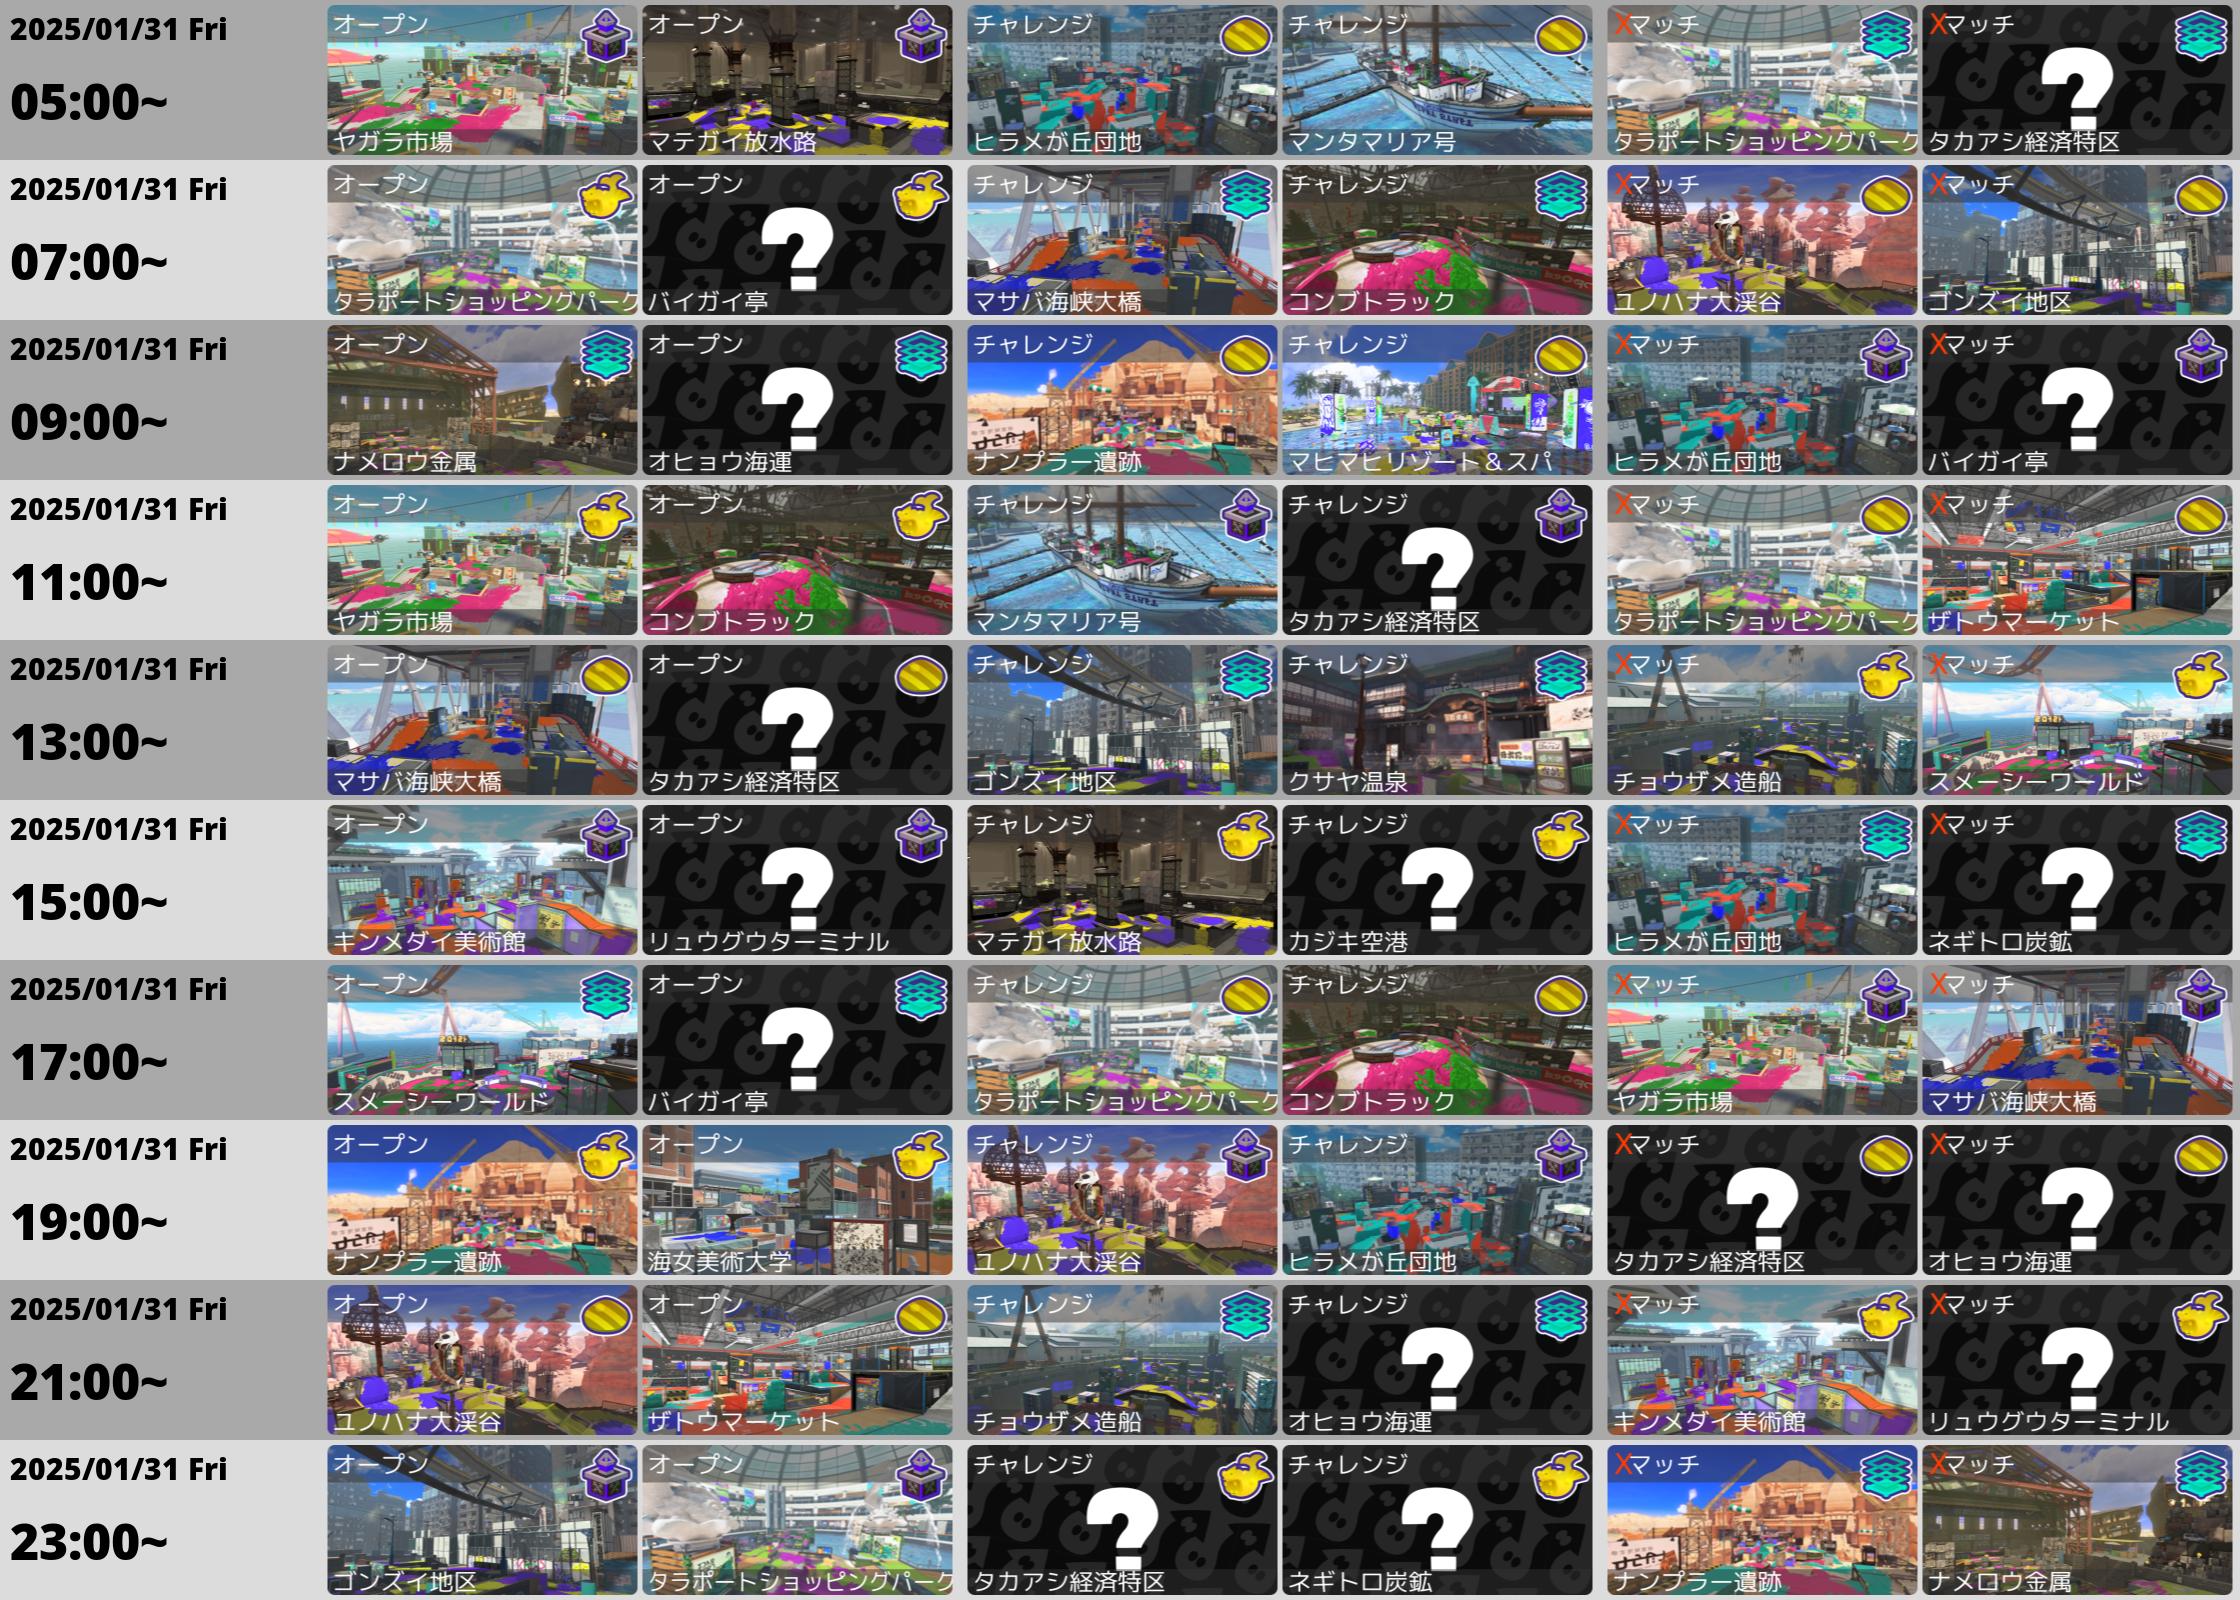 2025/01/31 Fri
05:00~
オープン
ヤガラ市場
オープン
マテガイ放水路
チャレンジ
ヒラメが丘団地
チャレンジ
マンタマリア号
Xマッチ
タラポートショッピングパーク
Xマッチ
タカアシ経済特区
2025/01/31 Fri
07:00~
オープン
タラポートショッピングパーク
オープン
バイガイ亭
チャレンジ
マサバ海峡大橋
チャレンジ
コンブトラック
Xマッチ
ユノハナ大渓谷
Xマッチ
ゴンズイ地区
2025/01/31 Fri
09:00~
オープン
ナメロウ金属
オープン
オヒョウ海運
チャレンジ
ナンプラー遺跡
チャレンジ
マヒマヒリゾート＆スパ
Xマッチ
ヒラメが丘団地
Xマッチ
バイガイ亭
2025/01/31 Fri
11:00~
オープン
ヤガラ市場
オープン
コンブトラック
チャレンジ
マンタマリア号
チャレンジ
タカアシ経済特区
Xマッチ
タラポートショッピングパーク
Xマッチ
ザトウマーケット
2025/01/31 Fri
13:00~
オープン
マサバ海峡大橋
オープン
タカアシ経済特区
チャレンジ
ゴンズイ地区
チャレンジ
クサヤ温泉
Xマッチ
チョウザメ造船
Xマッチ
スメーシーワールド
2025/01/31 Fri
15:00~
オープン
キンメダイ美術館
オープン
リュウグウターミナル
チャレンジ
マテガイ放水路
チャレンジ
カジキ空港
Xマッチ
ヒラメが丘団地
Xマッチ
ネギトロ炭鉱
2025/01/31 Fri
17:00~
オープン
スメーシーワールド
オープン
バイガイ亭
チャレンジ
タラポートショッピングパーク
チャレンジ
コンブトラック
Xマッチ
ヤガラ市場
Xマッチ
マサバ海峡大橋
2025/01/31 Fri
19:00~
オープン
ナンプラー遺跡
オープン
海女美術大学
チャレンジ
ユノハナ大渓谷
チャレンジ
ヒラメが丘団地
Xマッチ
タカアシ経済特区
Xマッチ
オヒョウ海運
2025/01/31 Fri
21:00~
オープン
ユノハナ大渓谷
オープン
ザトウマーケット
チャレンジ
チョウザメ造船
チャレンジ
オヒョウ海運
Xマッチ
キンメダイ美術館
Xマッチ
リュウグウターミナル
2025/01/31 Fri
23:00~
オープン
ゴンズイ地区
オープン
タラポートショッピングパーク
チャレンジ
タカアシ経済特区
チャレンジ
ネギトロ炭鉱
Xマッチ
ナンプラー遺跡
Xマッチ
ナメロウ金属